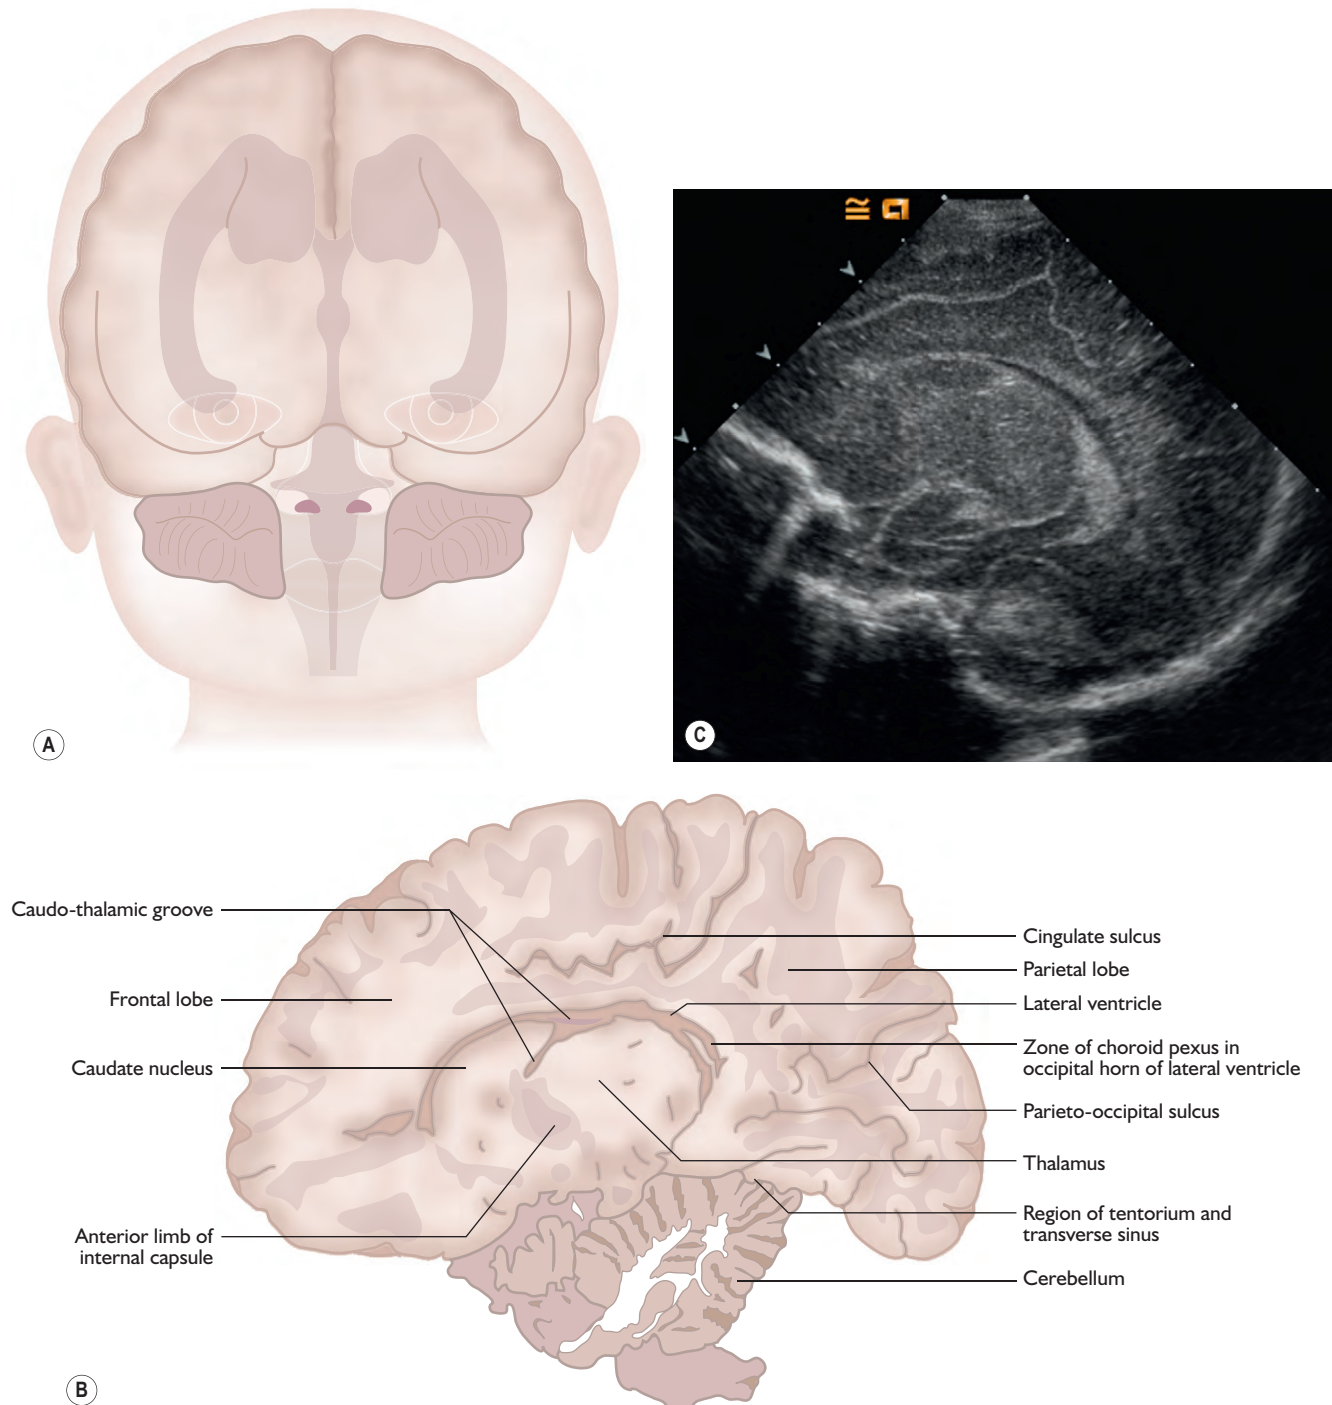 A
C
Caudo-thalamic groove
Frontal lobe
Caudate nucleus
Anterior limb of
internal capsule
Cingulate sulcus
Parietal lobe
Lateral ventricle
Zone of choroid pexus in
occipital horn of lateral ventricle
Parieto-occipital sulcus
Thalamus
Region of tentorium and
transverse sinus
Cerebellum
B